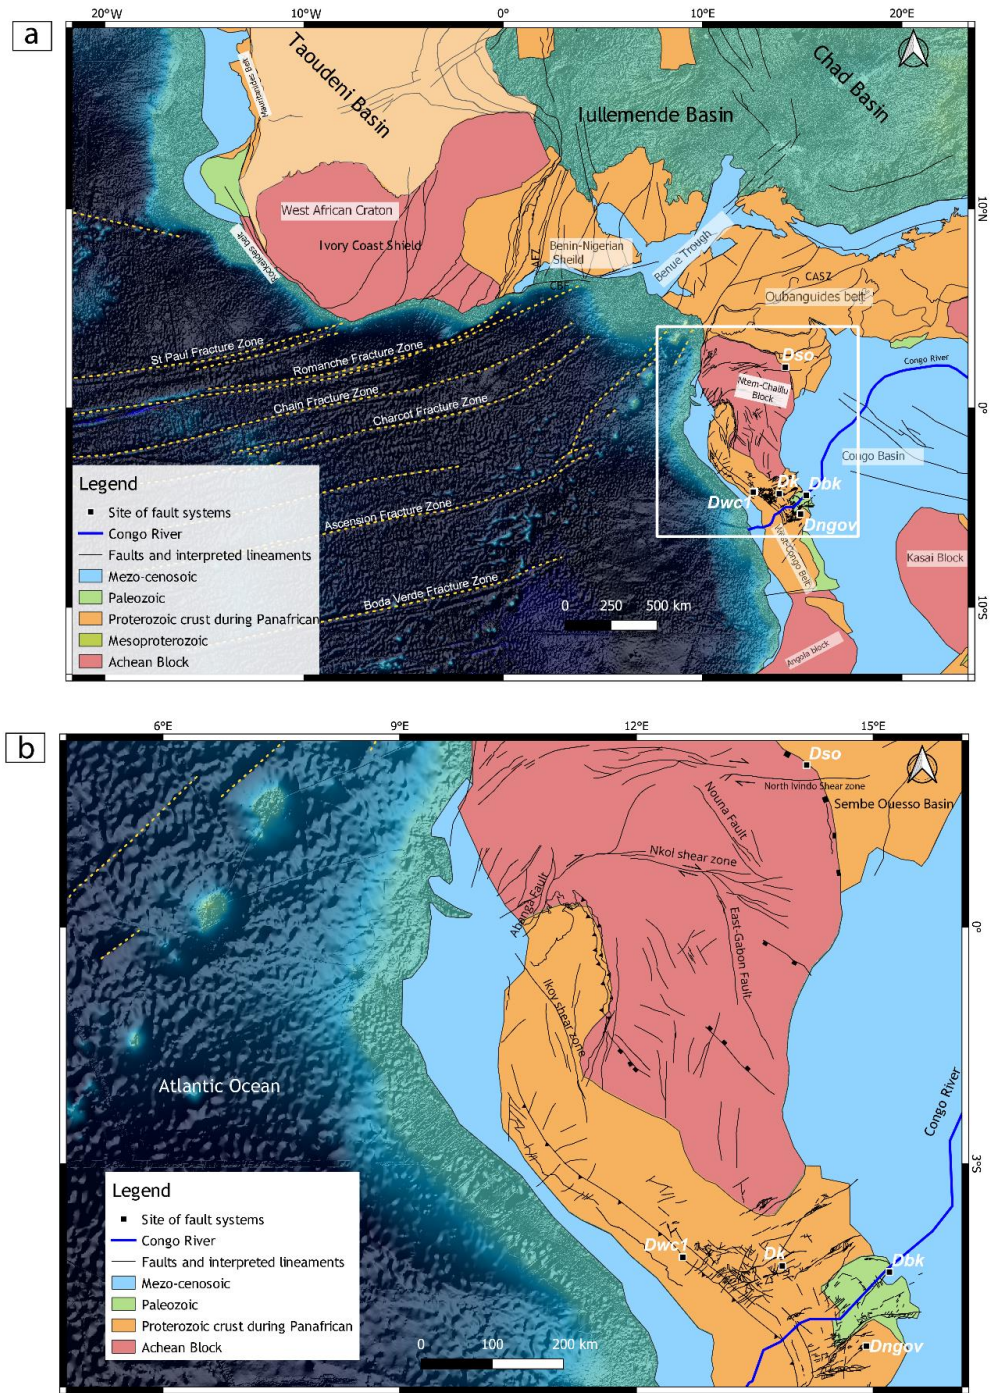 a
20°W 10°W 0° 10°E 20°E
Mauritanides Belt
Taoudeni Basin
Iullemende Basin
Chad Basin
10°N
West African Craton
Ivory Coast Shield
Benin-Nigerian
Sheild
Benue Trough
CASZ
Oubanguides belt
Rockelides belt
St Paul Fracture Zone
Romanche Fracture Zone
Chain Fracture Zone
Charcot Fracture Zone
Ascension Fracture Zone
Boda Verde Fracture Zone
Dso
Ntem-Chaillu
Block
Congo River
0°
Congo Basin
Dwc1
Dk
Dbk
Dngov
West-Congo Belt
Kasai Block
Angola block
10°S
0 250 500 km
Legend
Site of fault systems
Congo River
Faults and interpreted lineaments
Mezo-cenosoic
Paleozoic
Proterozoic crust during Panafrican
Mesoproterozoic
Achean Block
b
6°E 9°E 12°E 15°E
Dso
North Ivindo Shear zone
Sembe Ouesso Basin
Nouna Fault
Nkol shear zone
Abanga Fault
East-Gabon Fault
0°
Ikoy shear zone
Atlantic Ocean
Congo River
3°S
Dwc1
Dk
Dbk
Dngov
0 100 200 km
Legend
Site of fault systems
Congo River
Faults and interpreted lineaments
Mezo-cenosoic
Paleozoic
Proterozoic crust during Panafrican
Achean Block